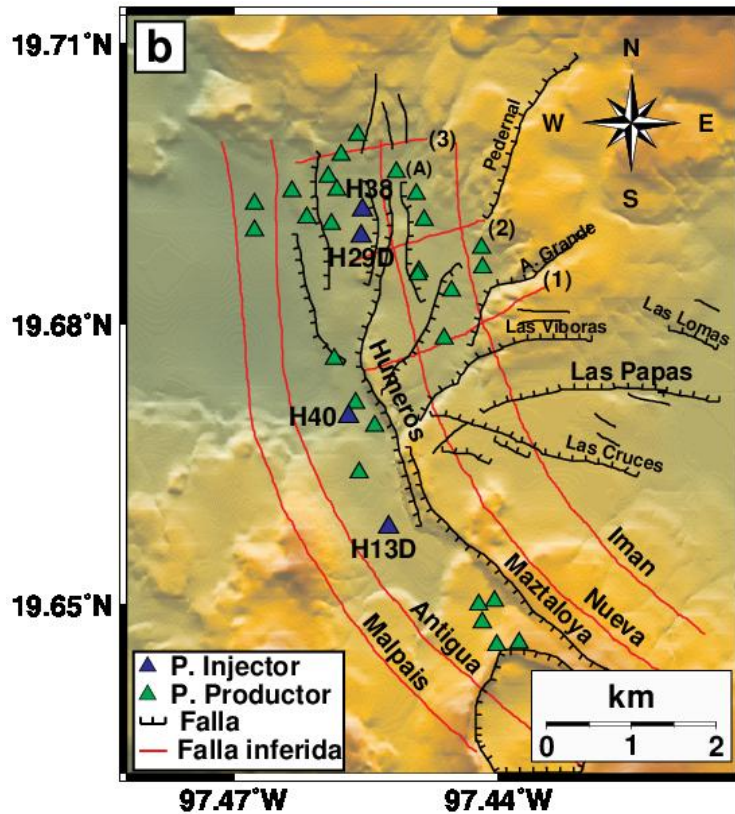 b
19.71°N
19.68°N
19.65°N
97.47°W
97.44°W
N
W
E
S
Pedernal
(3)
(A)
H38
(2)
H29D
A. Grande
(1)
Las Lomas
Las Viboras
Humeros
Las Papas
H40
Las Cruces
H13D
Iman
Maztaloya
Nueva
Antigua
Malpais
P. Injector
P. Productor
Falla
Falla inferida
km
0 1 2